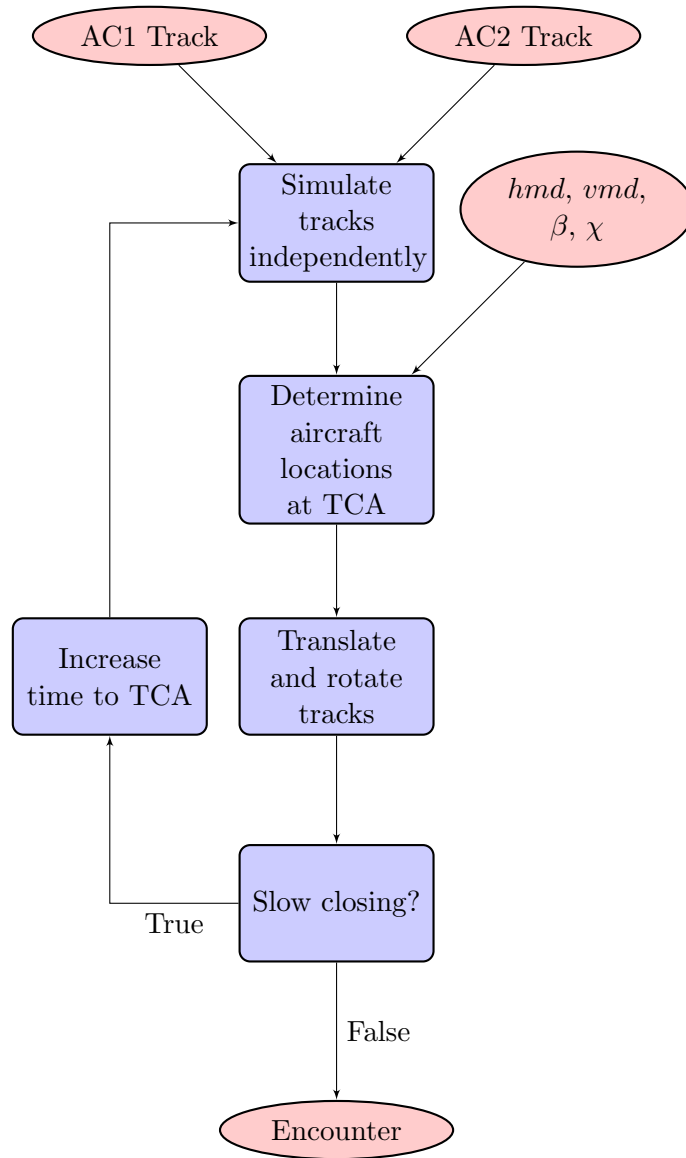 AC1 Track
AC2 Track
Simulate
tracks
independently
hmd, vmd,
β, χ
Determine
aircraft
locations
at TCA
Increase
time to TCA
Translate
and rotate
tracks
Slow closing?
True
False
Encounter